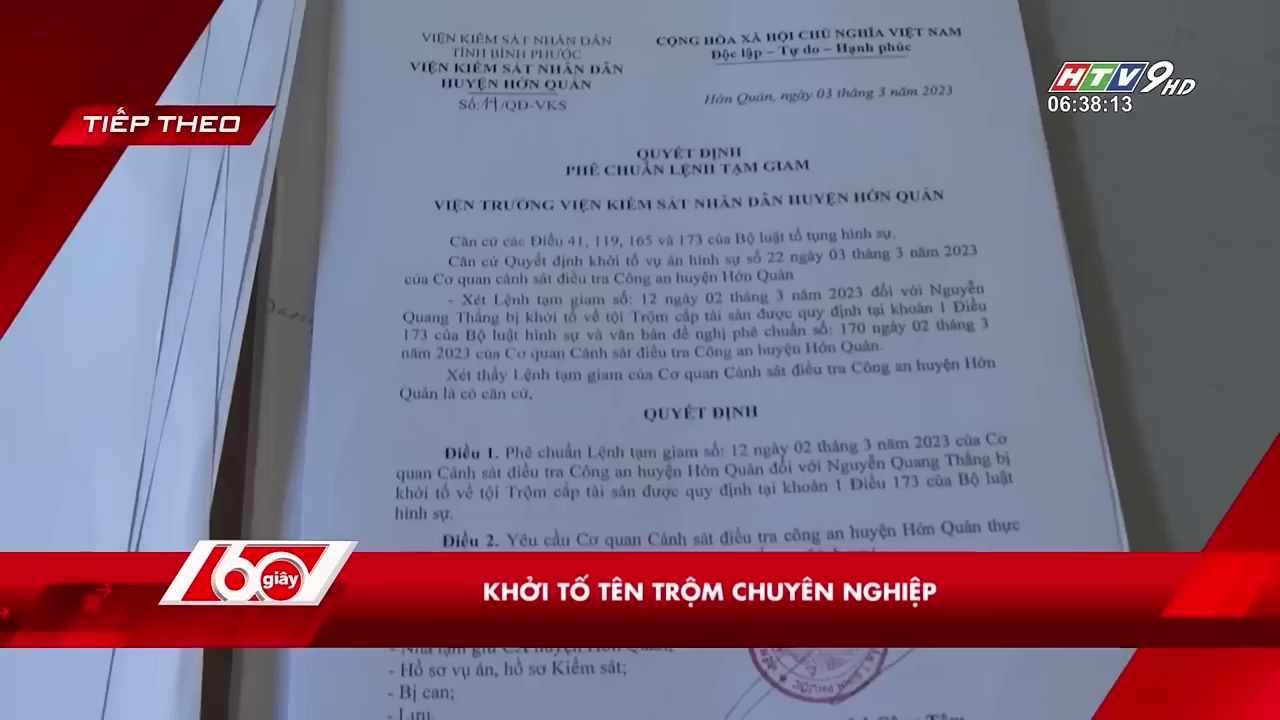 VIỆN KIỂM SÁT NHÂN DÂN
TỈNH BÌNH PHƯỚC
VIỆN KIỂM SÁT NHÂN DÂN
HUYỆN HỚN QUẢN
Số: 14/QĐ-VKS
CỘNG HÒA XÃ HỘI CHỦ NGHĨA VIỆT NAM
Độc lập – Tự do – Hạnh phúc
Hớn Quản, ngày 03 tháng 3 năm 2023
HTV9 HD
06:38:13
TIẾP THEO
QUYẾT ĐỊNH
PHÊ CHUẨN LỆNH TẠM GIAM
VIỆN TRƯỞNG VIỆN KIỂM SÁT NHÂN DÂN HUYỆN HỚN QUẢN
Căn cứ các Điều 41, 119, 165 và 173 của Bộ luật tố tụng hình sự.
Căn cứ Quyết định khởi tố vụ án hình sự số 22 ngày 03 tháng 3 năm 2023
của Cơ quan cảnh sát điều tra Công an huyện Hớn Quản
- Xét Lệnh tạm giam số: 12 ngày 02 tháng 3 năm 2023 đối với Nguyễn
Quang Thắng bị khởi tố về tội Trộm cắp tài sản được quy định tại khoản 1 Điều
173 của Bộ luật hình sự và văn bản đề nghị phê chuẩn số: 170 ngày 02 tháng 3
năm 2023 của Cơ quan Cảnh sát điều tra Công an huyện Hớn Quản.
Xét thấy Lệnh tạm giam của Cơ quan Cảnh sát điều tra Công an huyện Hớn
Quản là có căn cứ,
QUYẾT ĐỊNH
Điều 1. Phê chuẩn Lệnh tạm giam số: 12 ngày 02 tháng 3 năm 2023 của Cơ
quan Cảnh sát điều tra Công an huyện Hớn Quản đối với Nguyễn Quang Thắng bị
khởi tố về tội Trộm cắp tài sản được quy định tại khoản 1 Điều 173 của Bộ luật
hình sự.
Điều 2. Yêu cầu Cơ quan Cảnh sát điều tra công an huyện Hớn Quản thực
60 giây
KHỞI TỐ TÊN TRỘM CHUYÊN NGHIỆP
- Hồ sơ vụ án, hồ sơ Kiểm sát;
- Bị can;
- Lưu